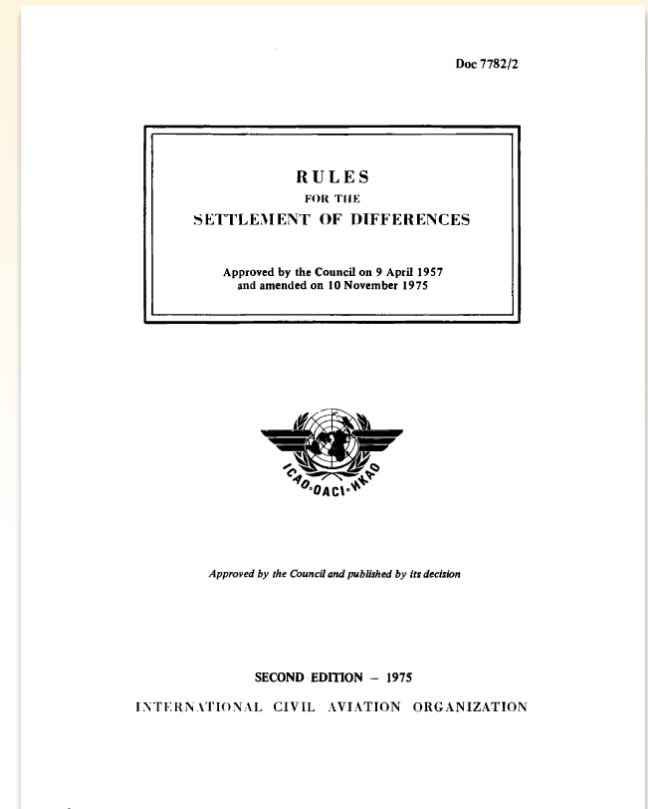 Doc 7782/2
RULES
FOR THE
SETTLEMENT OF DIFFERENCES
Approved by the Council on 9 April 1957
and amended on 10 November 1975
ICAO·OACI·ИКАО
Approved by the Council and published by its decision
SECOND EDITION – 1975
INTERNATIONAL CIVIL AVIATION ORGANIZATION